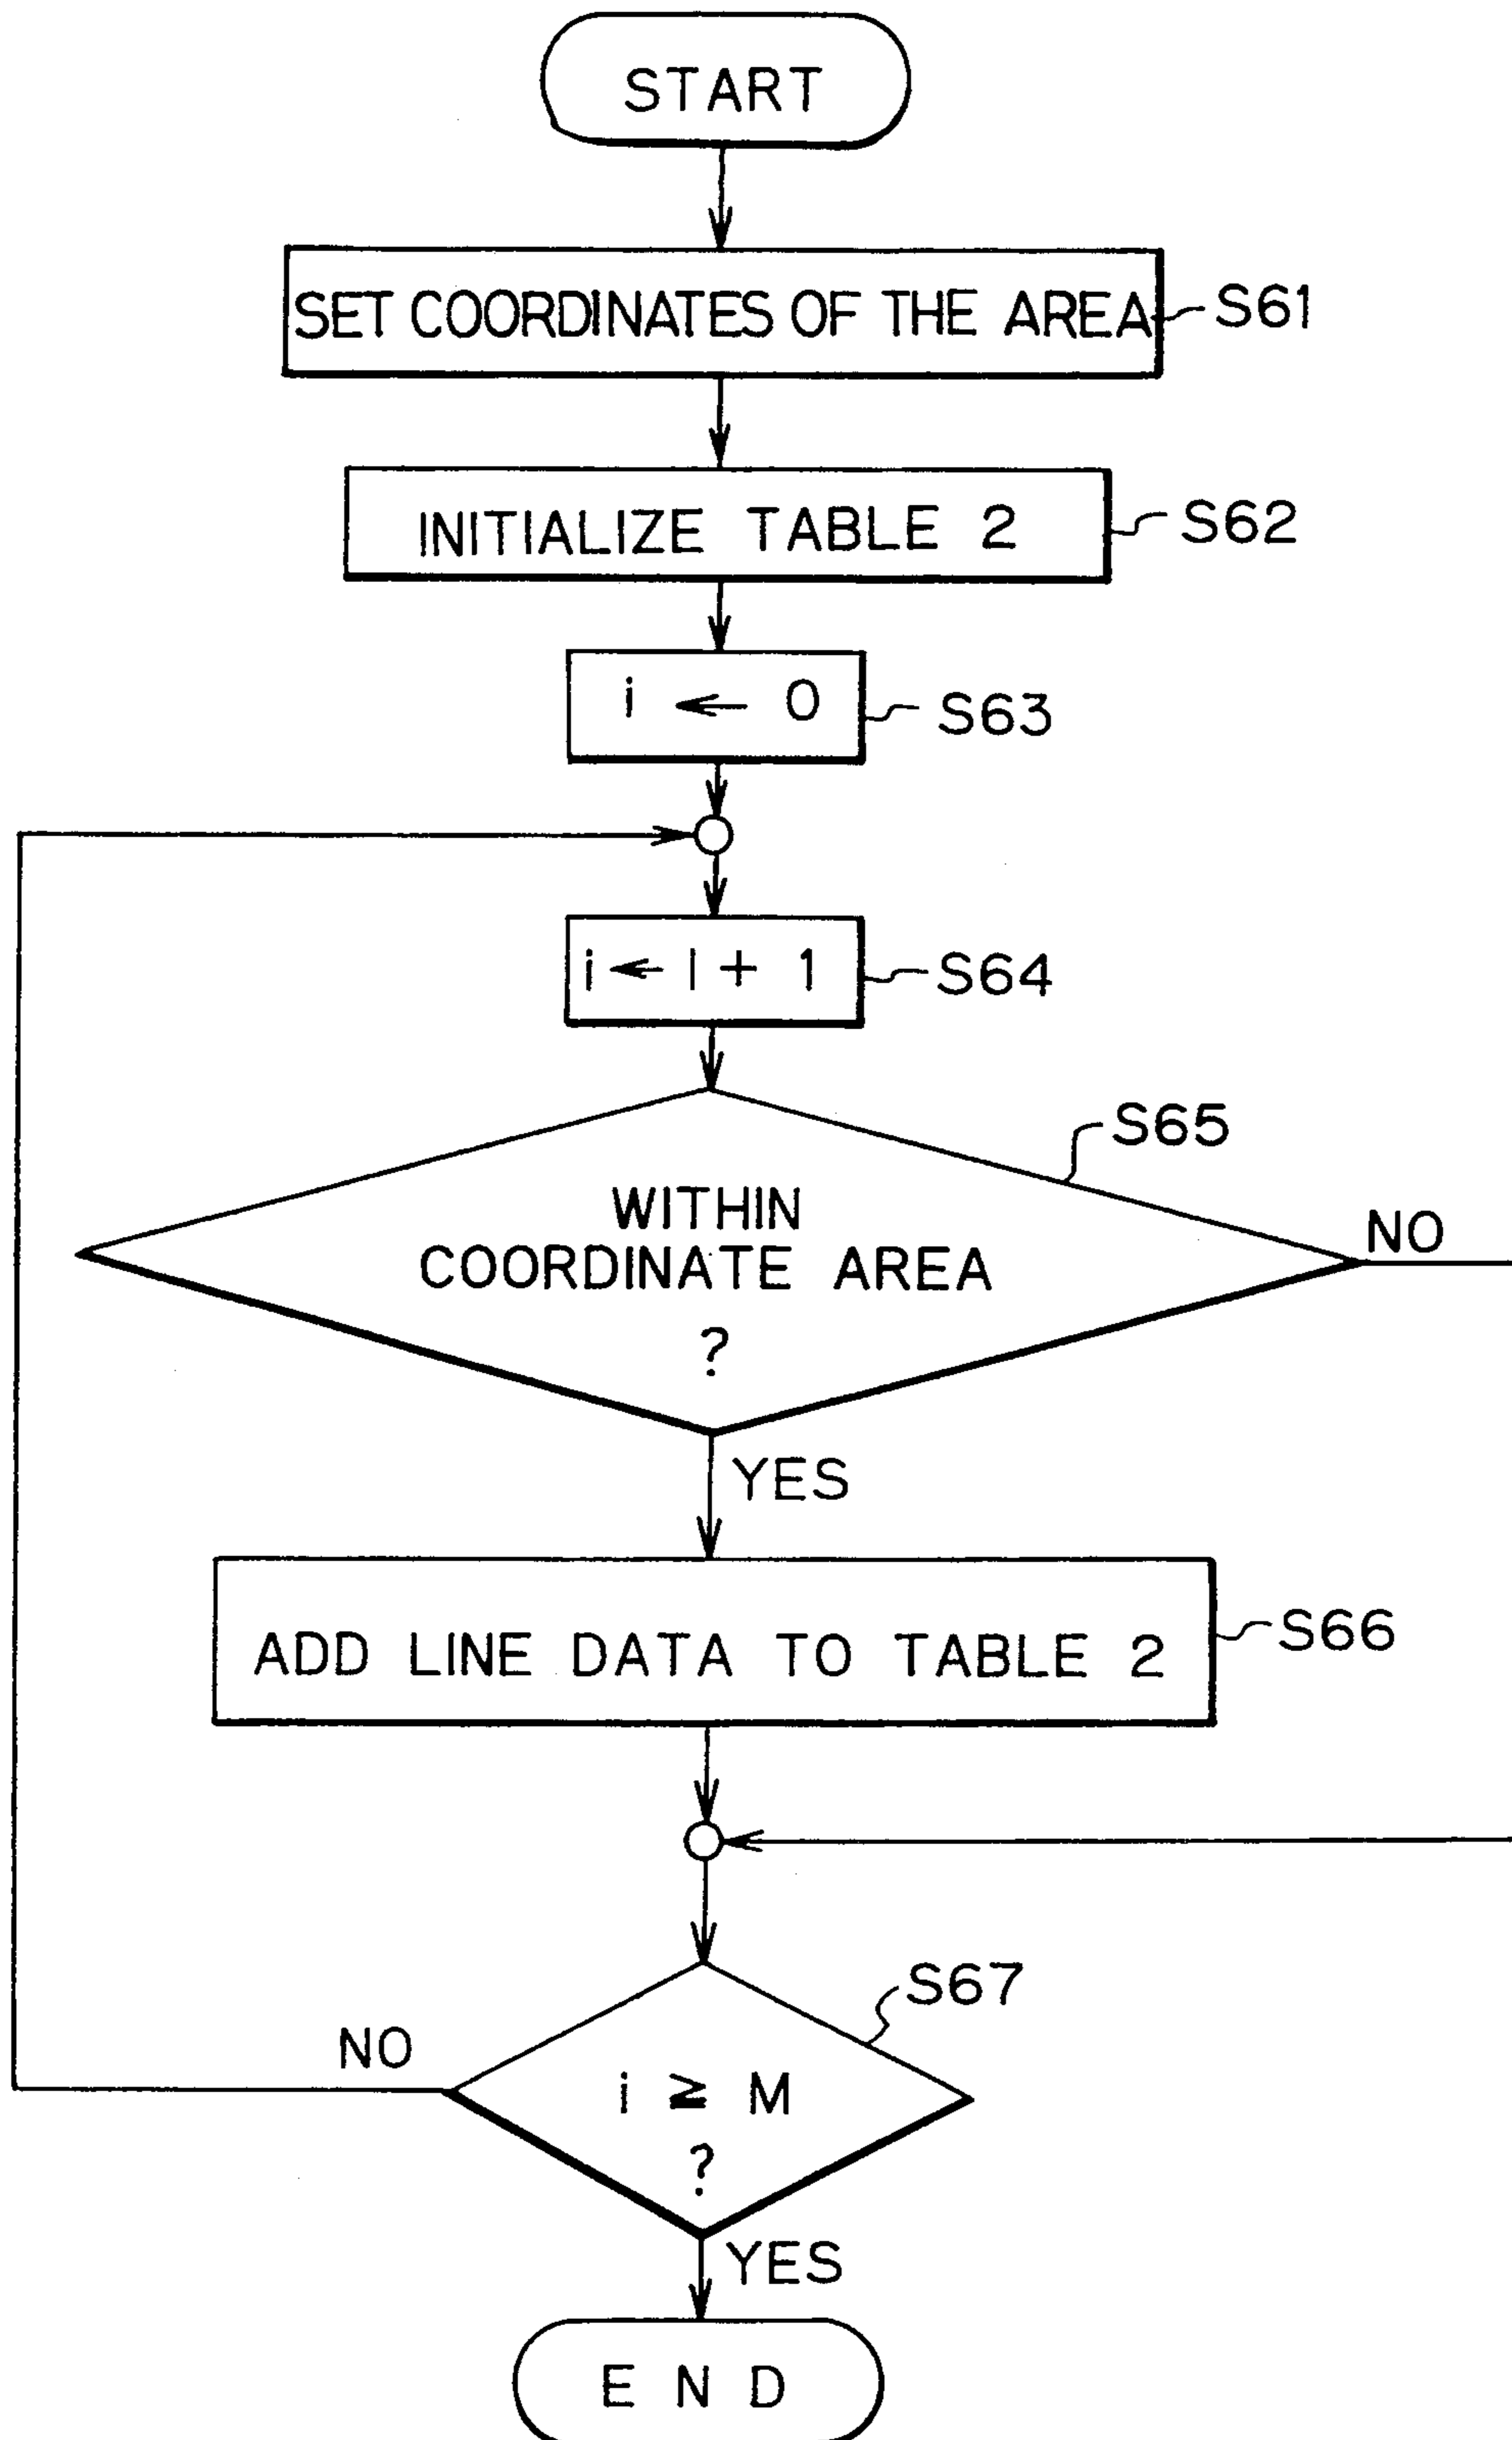 START
SET COORDINATES OF THE AREA
S61
INITIALIZE TABLE 2
S62
i ← 0
S63
i ← I + 1
S64
S65
WITHIN
COORDINATE AREA
?
NO
YES
ADD LINE DATA TO TABLE 2
S66
S67
NO
i ≧ M
?
YES
END